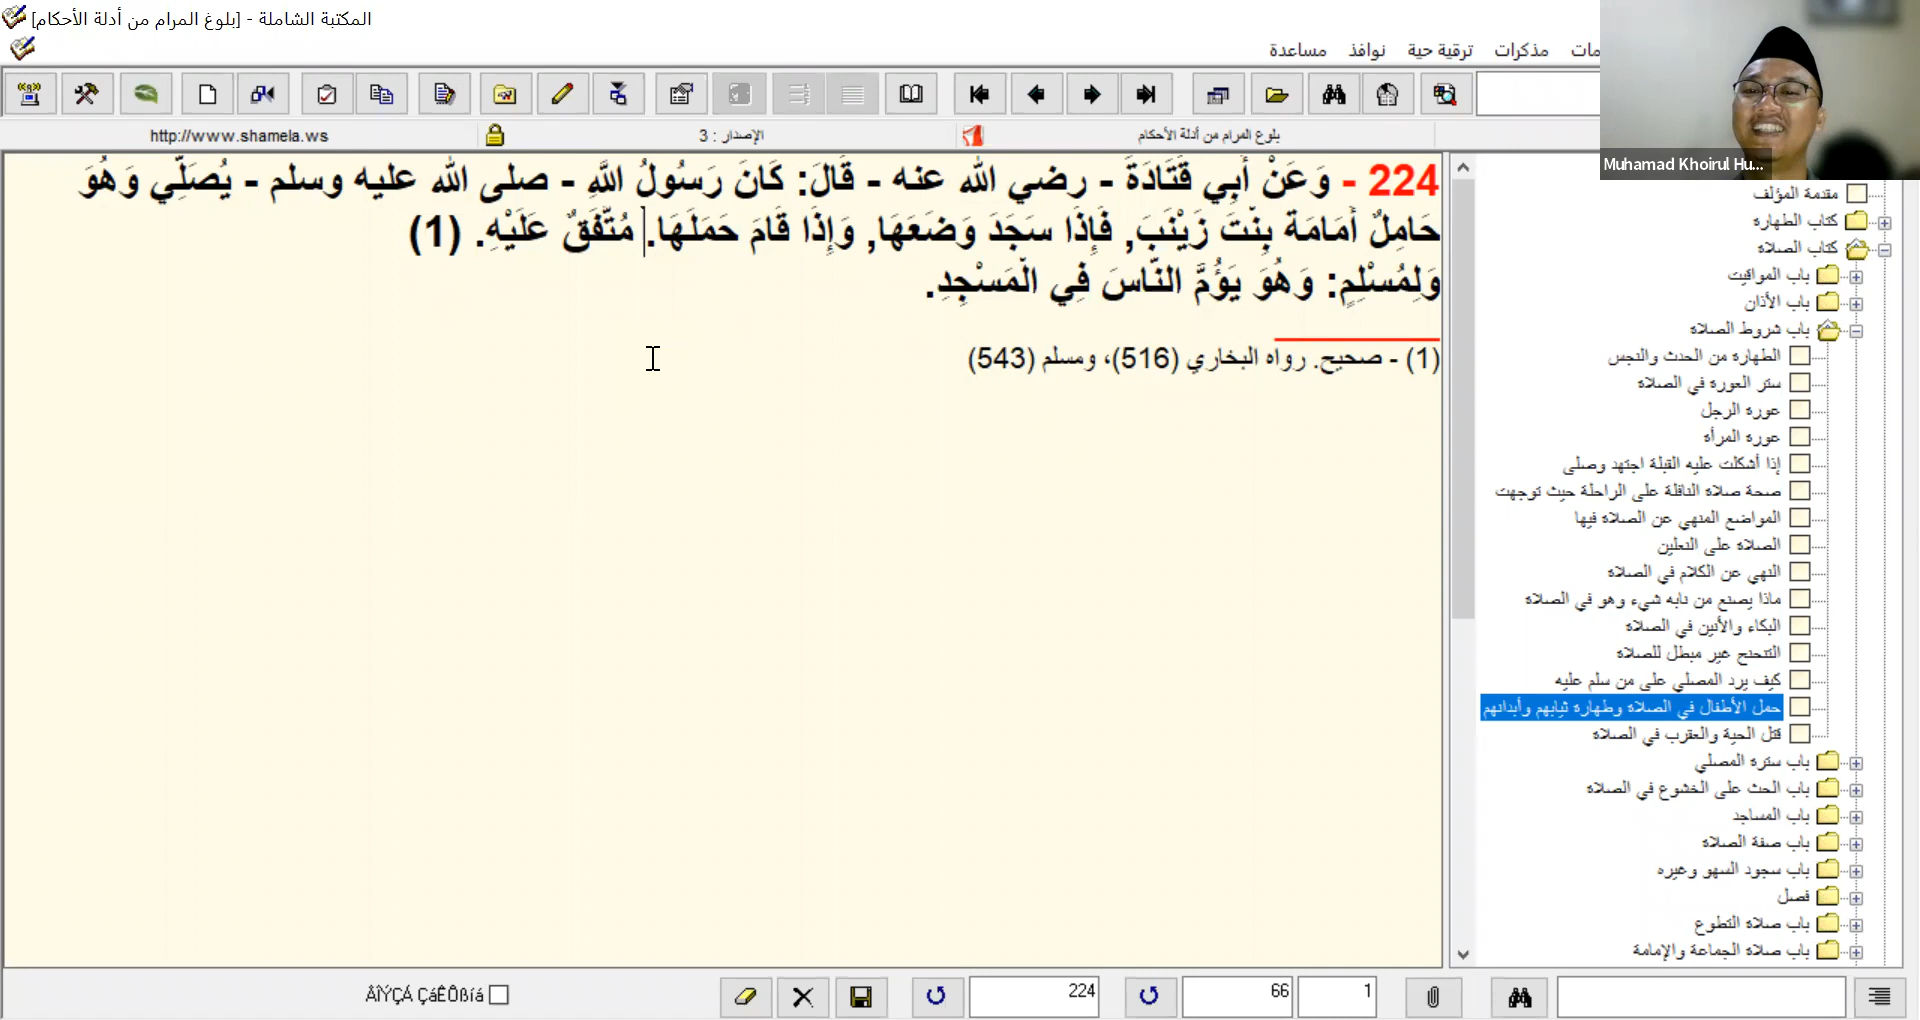 المكتبة الشاملة - [بلوغ المرام من أدلة الأحكام]
مذكرات ترقية حية نوافذ مساعدة
Muhamad Khoirul Hu...
بلوغ المرام من أدلة الأحكام
الإصدار : 3
http://www.shamela.ws
224 - وَعَنْ أَبِي قَتَادَةَ - رضي الله عنه - قَالَ: كَانَ رَسُولُ اللَّهِ - صلى الله عليه وسلم - يُصَلِّي وَهُوَ
حَامِلٌ أُمَامَةَ بِنْتَ زَيْنَبَ, فَإِذَا سَجَدَ وَضَعَهَا, وَإِذَا قَامَ حَمَلَهَا. مُتَّفَقٌ عَلَيْهِ. (1)
وَلِمُسْلِمٍ: وَهُوَ يَؤُمُّ النَّاسَ فِي الْمَسْجِدِ.
(1) - صحيح. رواه البخاري (516)، ومسلم (543)
مقدمة المؤلف
كتاب الطهارة
كتاب الصلاة
باب المواقيت
باب الأذان
باب شروط الصلاة
الطهارة من الحدث والنجس
ستر العورة في الصلاة
عورة الرجل
عورة المرأة
إذا أشكلت عليه القبلة اجتهد وصلى
صحة صلاة النافلة على الراحلة حيث توجهت
المواضع المنهي عن الصلاة فيها
الصلاة على النعلين
النهي عن الكلام في الصلاة
ماذا يصنع من نابه شيء وهو في الصلاة
البكاء والأنين في الصلاة
التنحنح غير مبطل للصلاة
كيف يرد المصلي على من سلم عليه
حمل الأطفال في الصلاة وطهارة ثيابهم وأبدانهم
قتل الحية والعقرب في الصلاة
باب سترة المصلي
باب الحث على الخشوع في الصلاة
باب المساجد
باب صفة الصلاة
باب سجود السهو وغيره
فصل
باب صلاة التطوع
باب صلاة الجماعة والإمامة
1 66 224
ÅÎÝÇÁ ÇáÊÔßíá